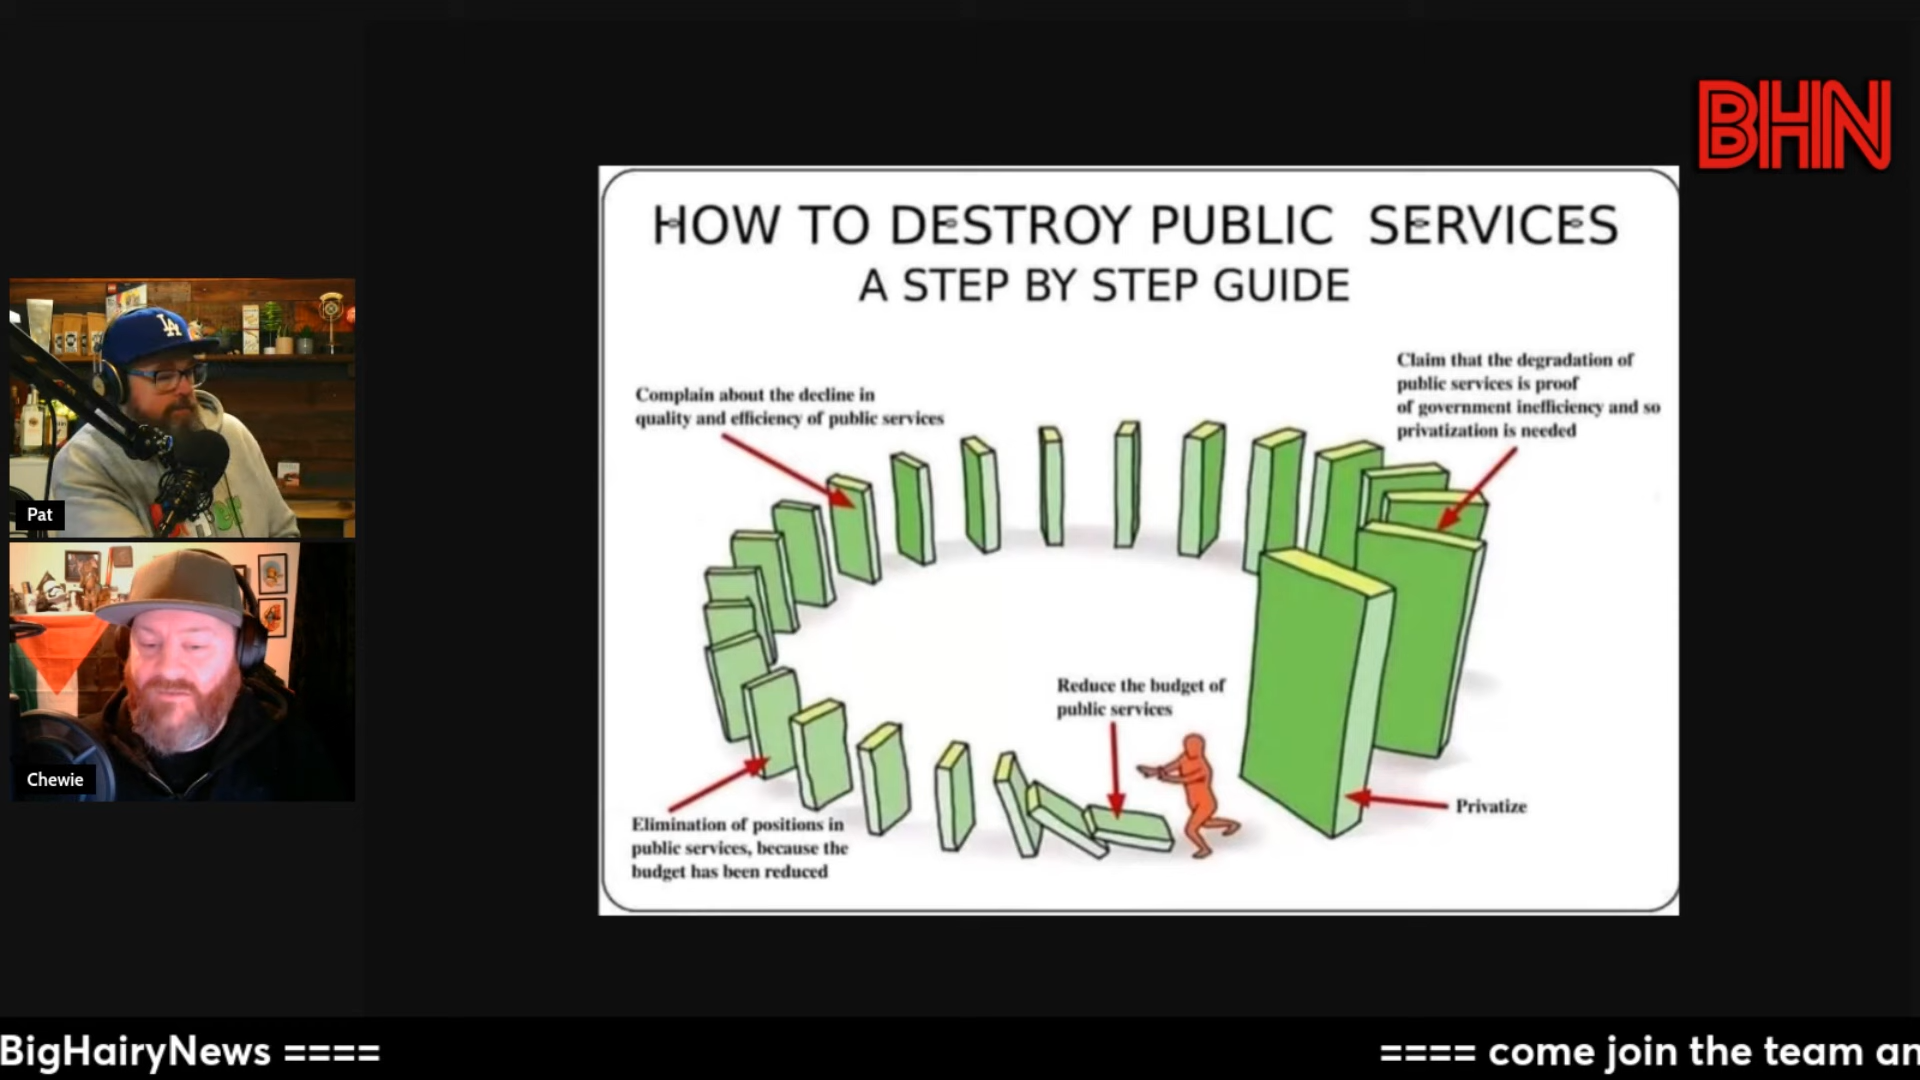 BHN
HOW TO DESTROY PUBLIC SERVICES
A STEP BY STEP GUIDE
Claim that the degradation of
public services is proof
of government inefficiency and so
privatization is needed
Complain about the decline in
quality and efficiency of public services
LA
Pat
Reduce the budget of
public services
Chewie
Privatize
Elimination of positions in
public services, because the
budget has been reduced
BigHairyNews ==== ==== come join the team an